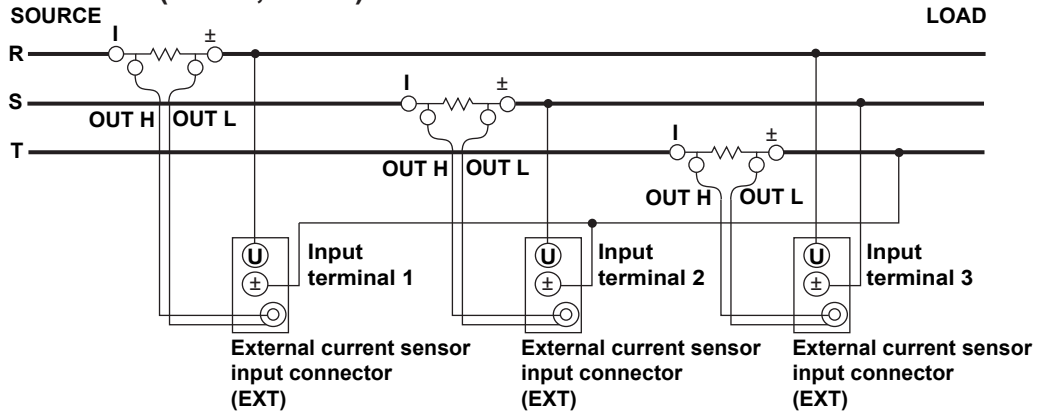 SOURCE
LOAD
I
±
R
I
±
S
OUT H
OUT L
I
±
T
OUT H
OUT L
OUT H
OUT L
U
±
Input
terminal 1
U
±
Input
terminal 2
U
±
Input
terminal 3
External current sensor
input connector
(EXT)
External current sensor
input connector
(EXT)
External current sensor
input connector
(EXT)